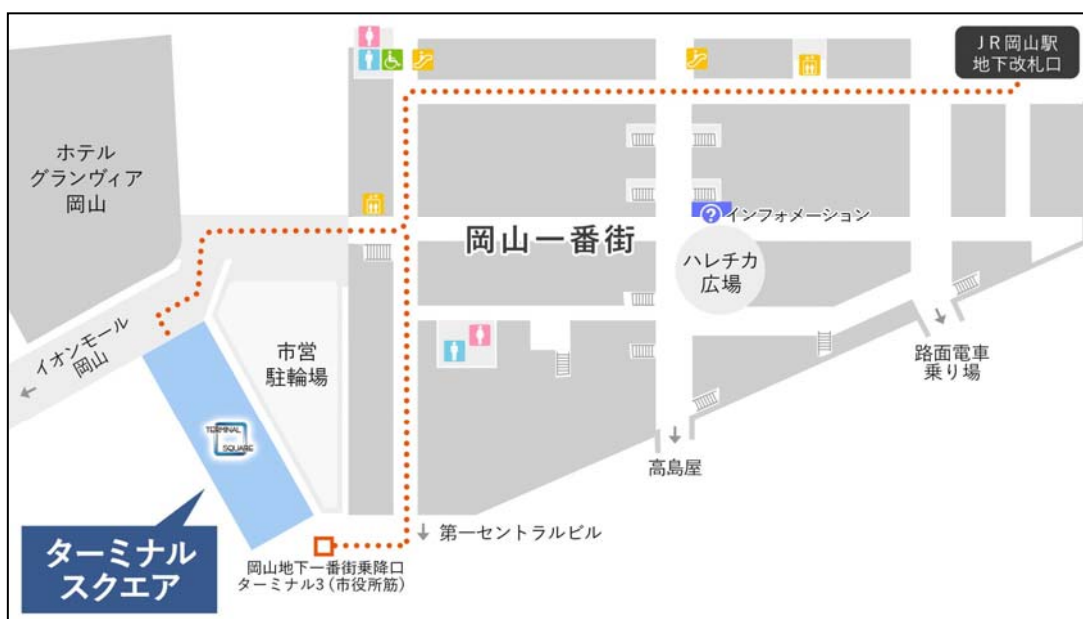 JR岡山駅
地下改札口
ホテル
グランヴィア
岡山
岡山一番街
?インフォメーション
ハレチカ
広場
イオンモール
岡山
市営
駐輪場
路面電車
乗り場
TERMINAL
SQUARE
高島屋
第一セントラルビル
ターミナル
スクエア
岡山地下一番街乗降口
ターミナル3(市役所筋)